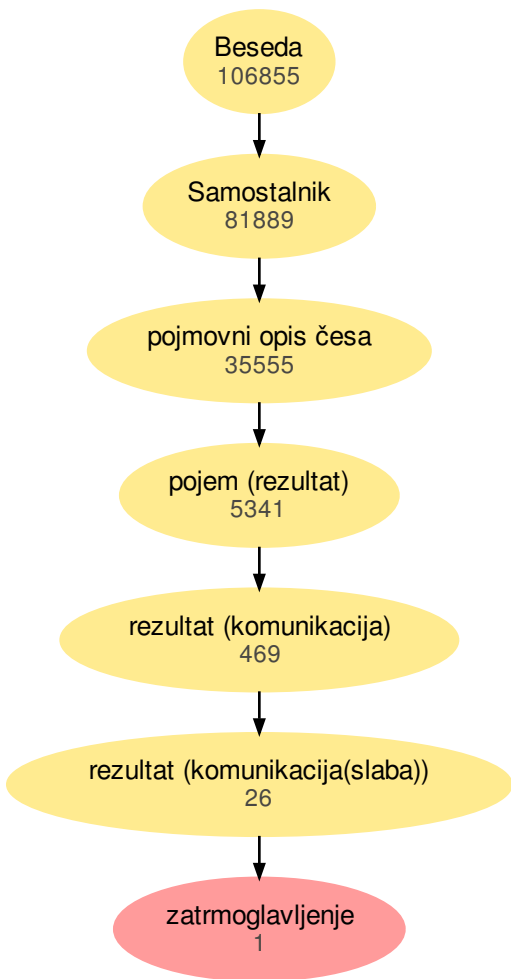 Beseda
106855
Samostalnik
81889
pojmovni opis česa
35555
pojem (rezultat)
5341
rezultat (komunikacija)
469
rezultat (komunikacija(slaba))
26
zatrmoglavljenje
1